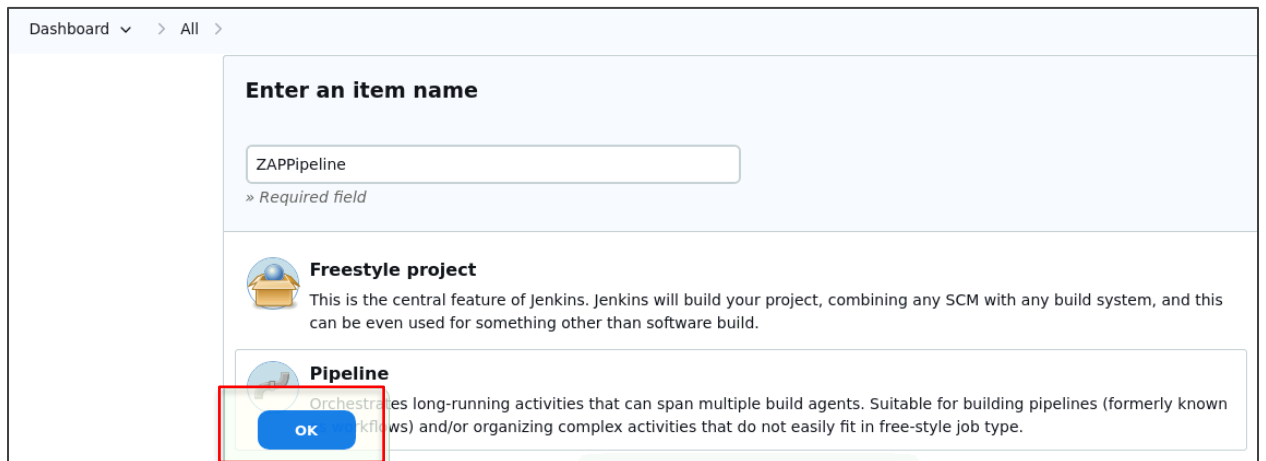 Dashboard > All >
Enter an item name
ZAPPipeline
» Required field
Freestyle project
This is the central feature of Jenkins. Jenkins will build your project, combining any SCM with any build system, and this
can be even used for something other than software build.
Pipeline
Orchestrates long-running activities that can span multiple build agents. Suitable for building pipelines (formerly known
workflows) and/or organizing complex activities that do not easily fit in free-style job type.
OK